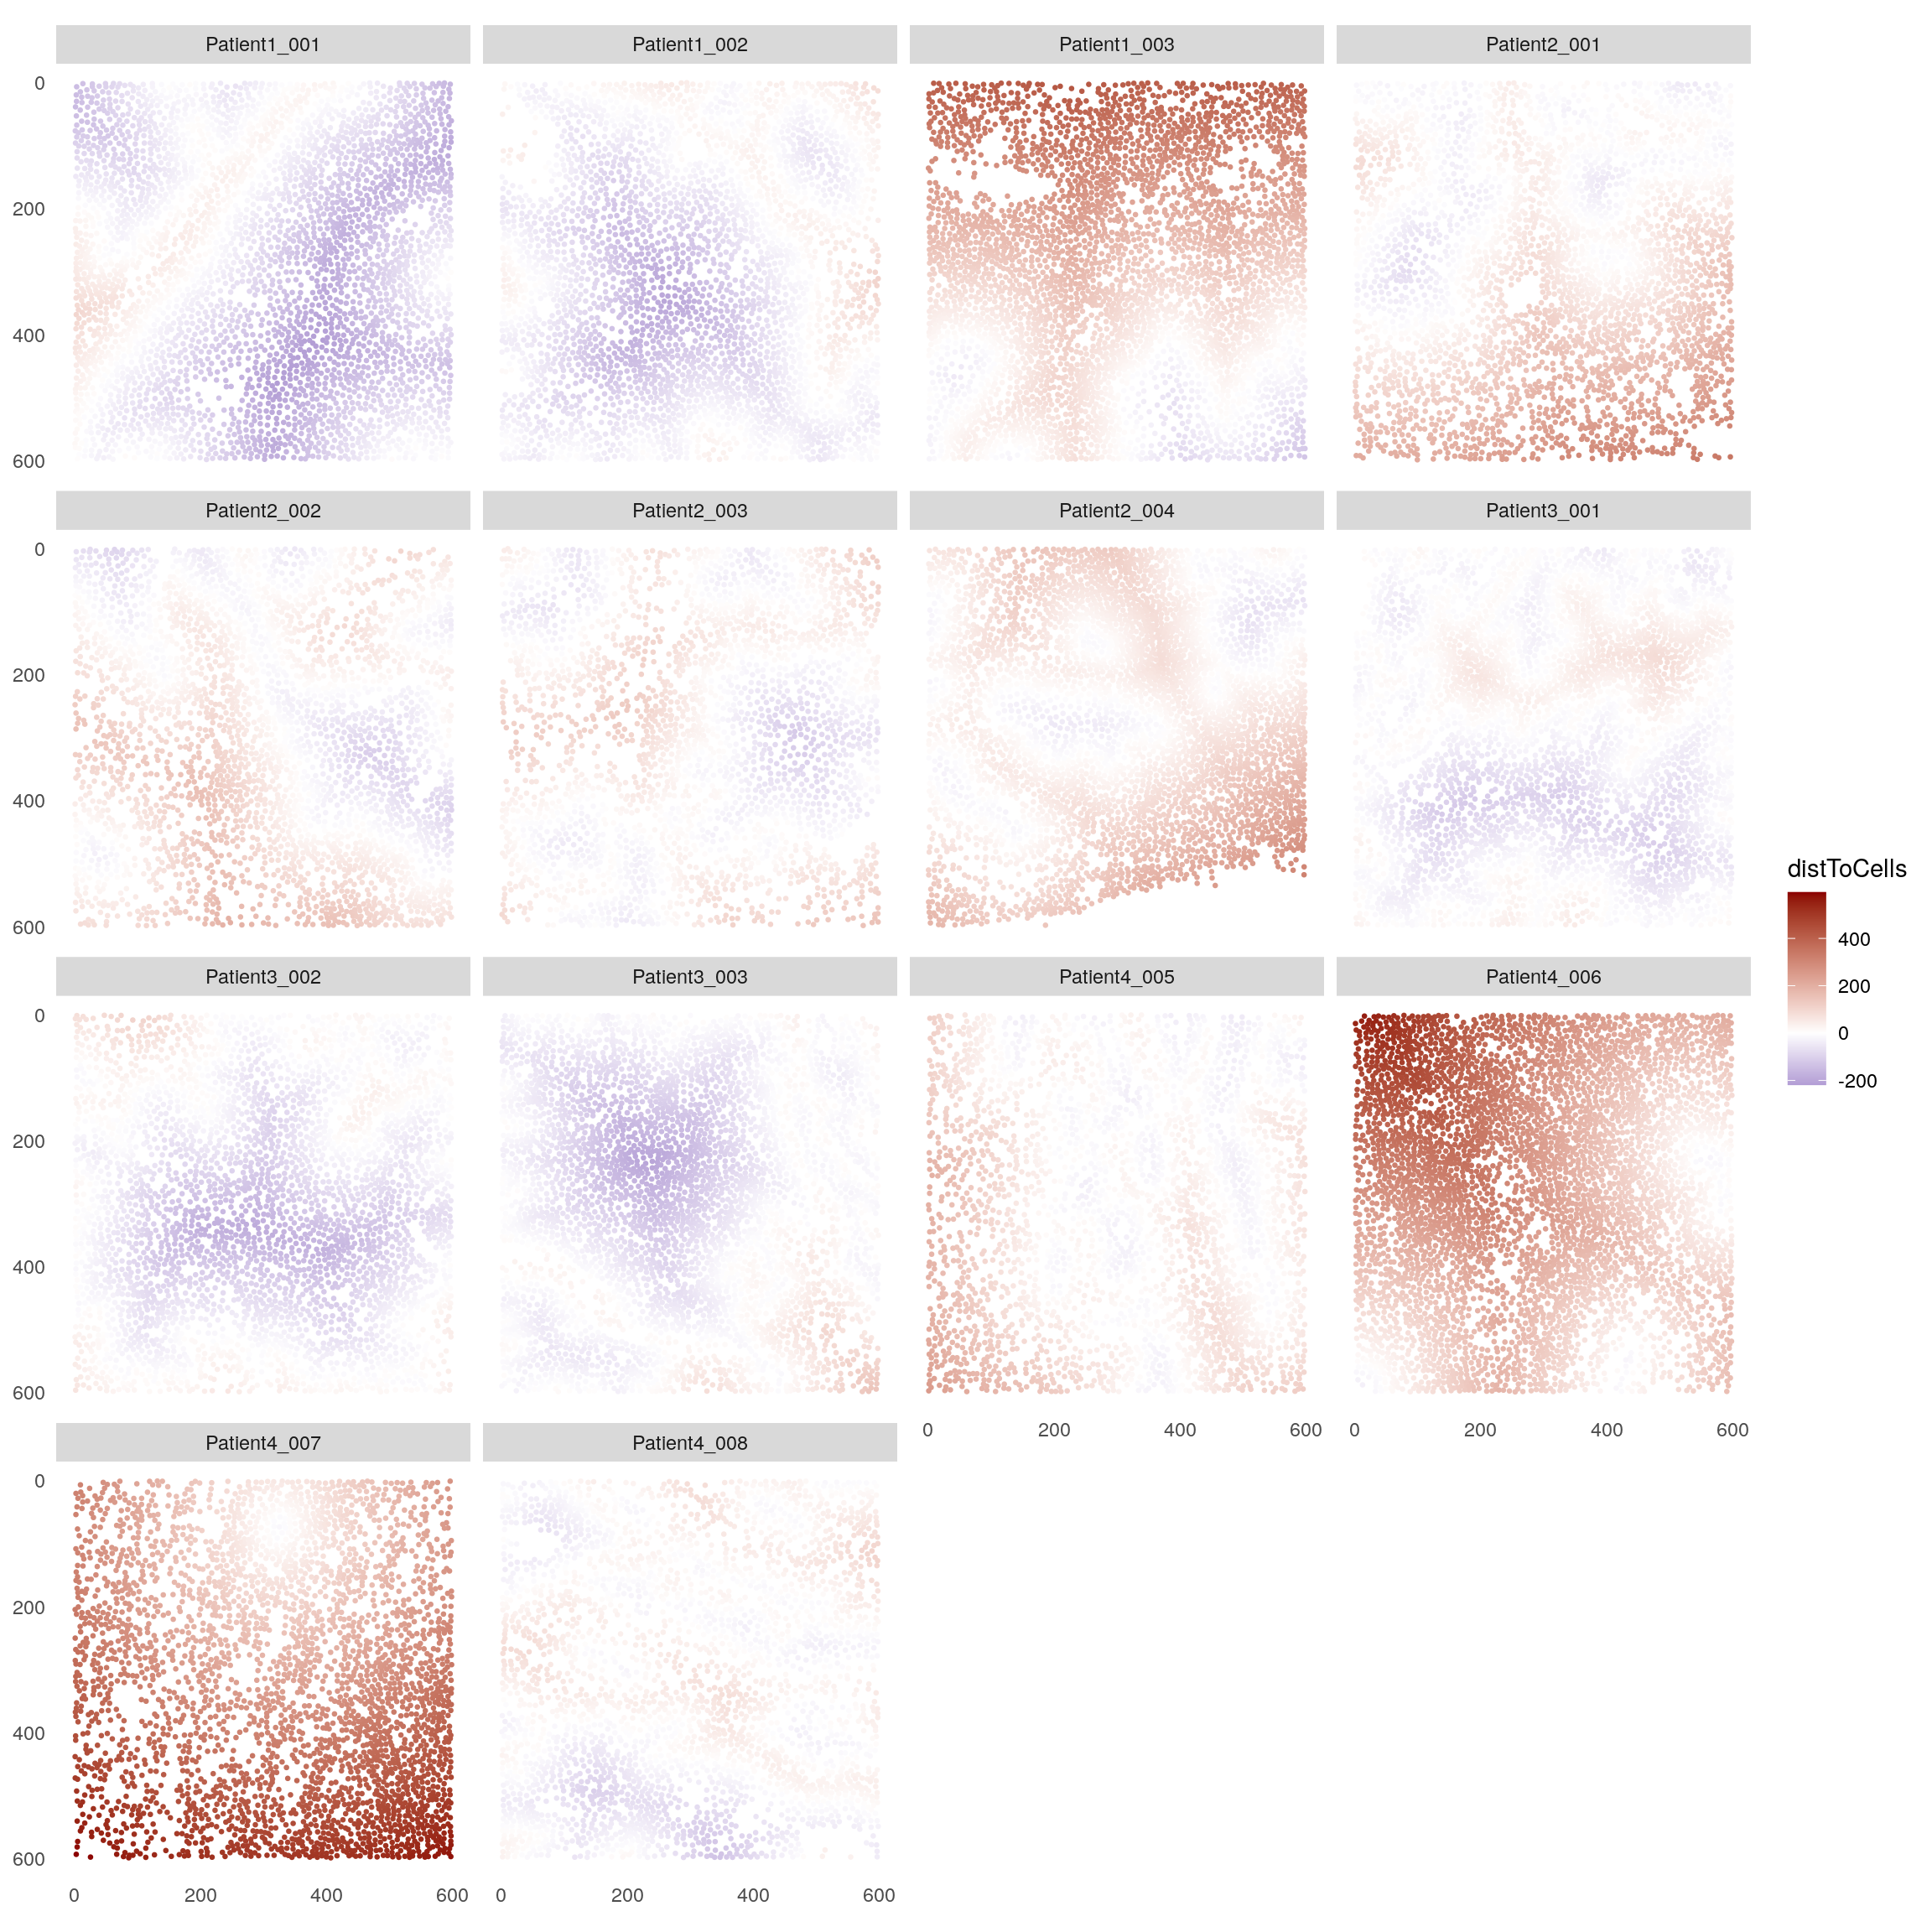 Patient1_001 Patient1_002 Patient1_003 Patient2_001
0
200
400
600
Patient2_002 Patient2_003 Patient2_004 Patient3_001
0
200
400
600
distToCells
400
200
0
-200
Patient3_002 Patient3_003 Patient4_005 Patient4_006
0
200
400
600
0 200 400 600 0 200 400 600
Patient4_007 Patient4_008
0
200
400
600
0 200 400 600 0 200 400 600